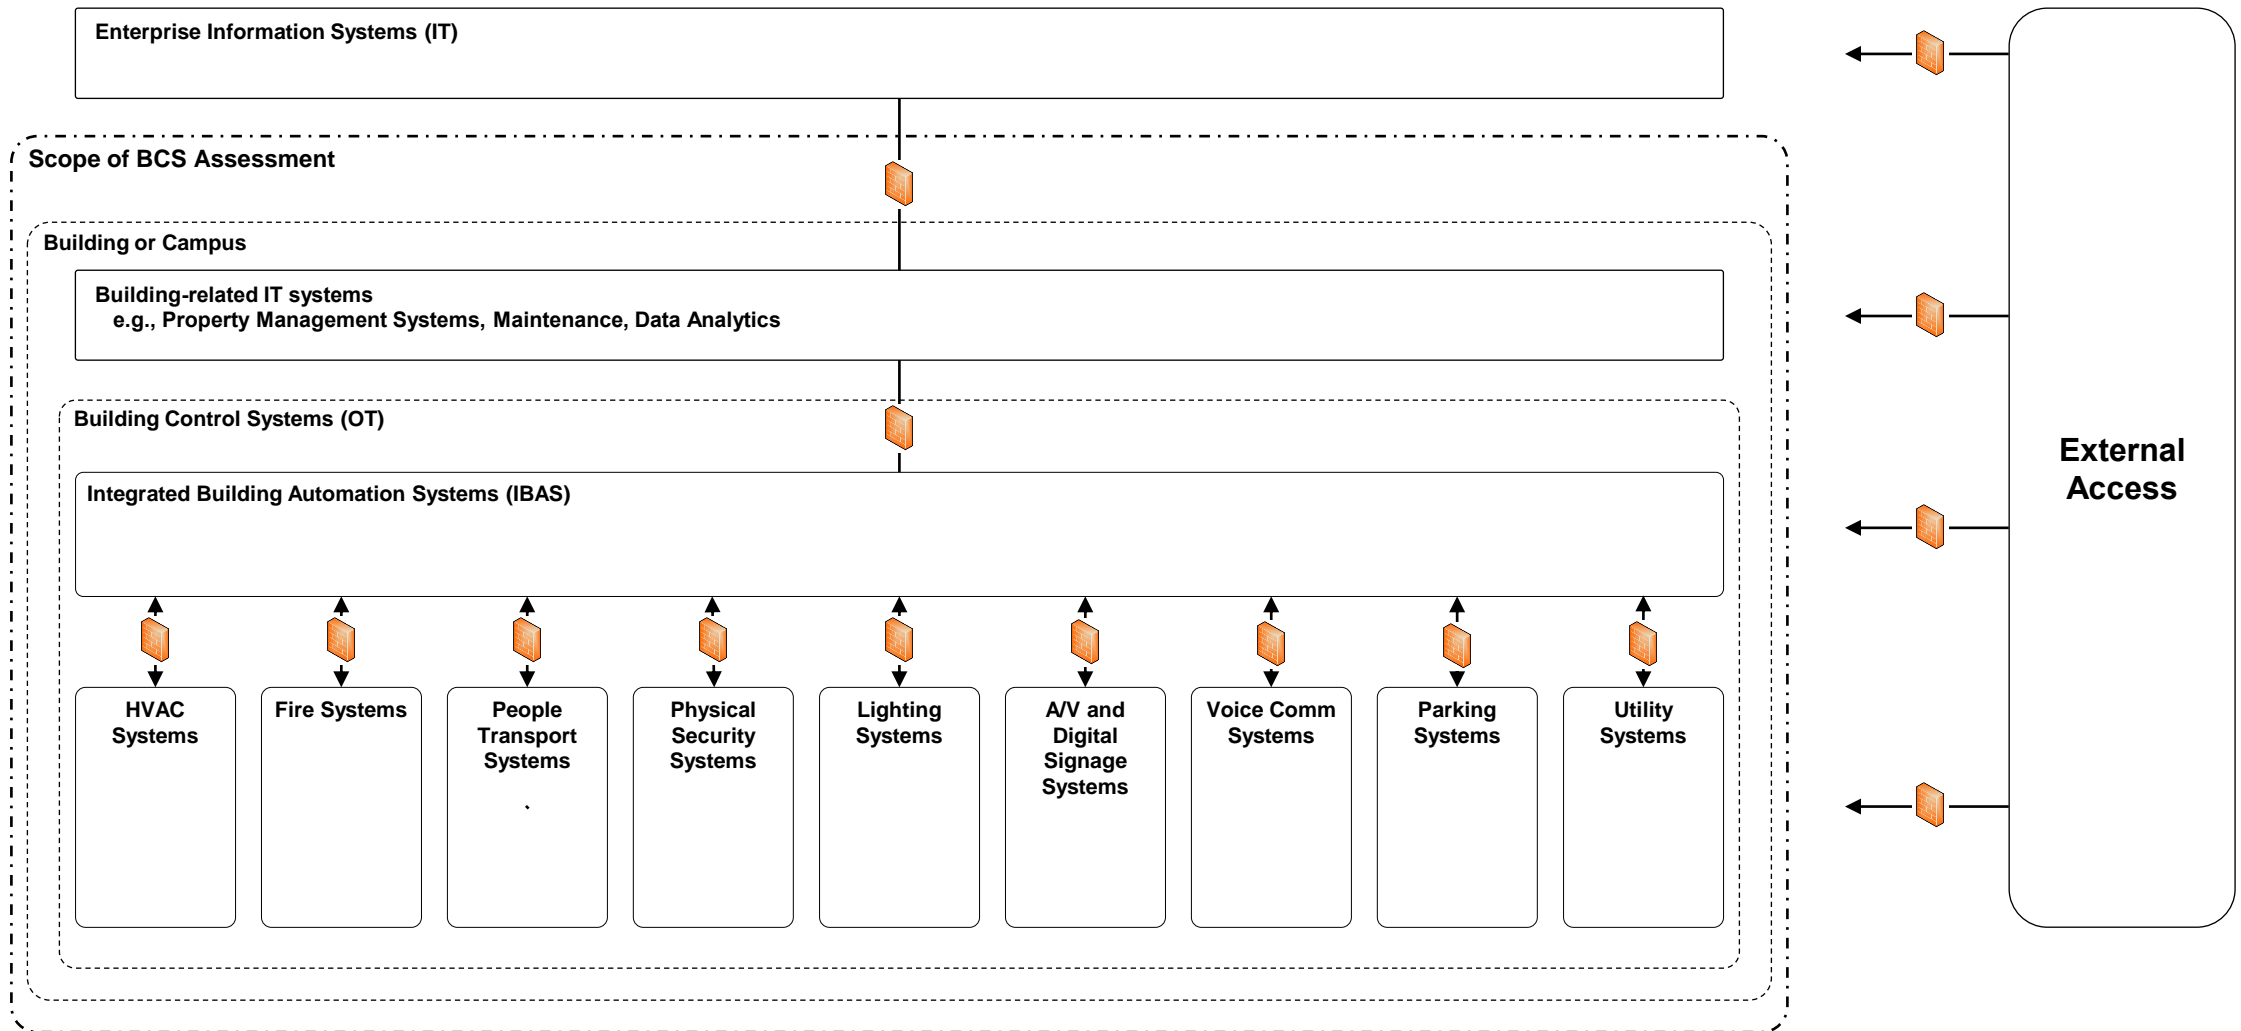 Enterprise Information Systems (IT)
Scope of BCS Assessment
Building or Campus
Building-related IT systems
e.g., Property Management Systems, Maintenance, Data Analytics
Building Control Systems (OT)
Integrated Building Automation Systems (IBAS)
HVAC
Systems
Fire Systems
People
Transport
Systems
.
Physical
Security
Systems
Lighting
Systems
A/V and
Digital
Signage
Systems
Voice Comm
Systems
Parking
Systems
Utility
Systems
External
Access